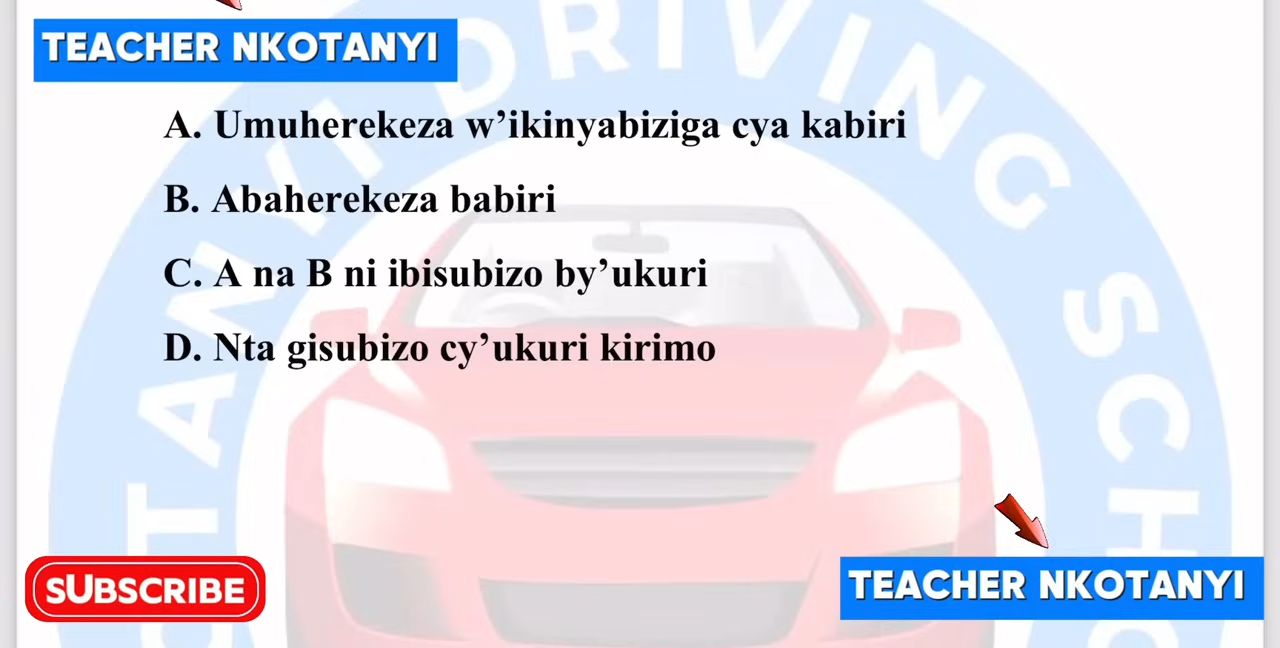 TEACHER NKOTANYI
A. Umuherekeza w’ikinyabiziga cya kabiri
B. Abaherekeza babiri
C. A na B ni ibisubizo by’ukuri
D. Nta gisubizo cy’ukuri kirimo
SUBSCRIBE
TEACHER NKOTANYI
DRIVING